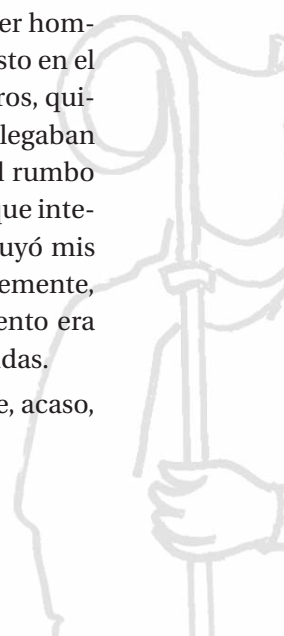 er hom-
sto en el
ros, qui-
legaban
l rumbo
que inte-
uyó mis
emente,
ento era
das.
e, acaso,